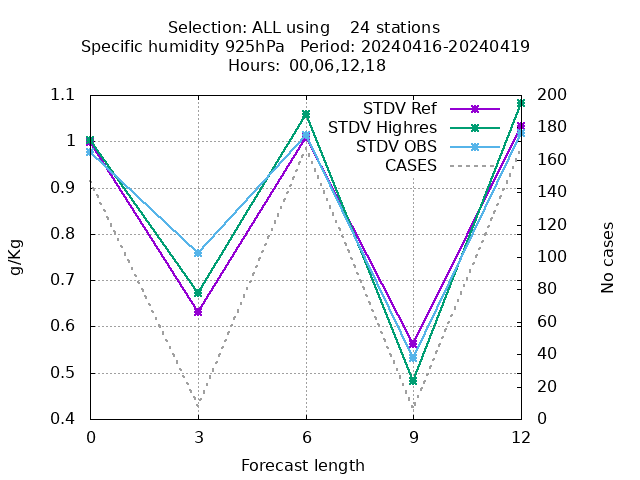 Selection: ALL using    24 stations
Specific humidity 925hPa   Period: 20240416-20240419
Hours: 00,06,12,18
STDV Ref
STDV Highres
STDV OBS
CASES
1.1
1
0.9
0.8
0.7
0.6
0.5
0.4
g/Kg
200
180
160
140
120
100
80
60
40
20
0
No cases
0 3 6 9 12
Forecast length